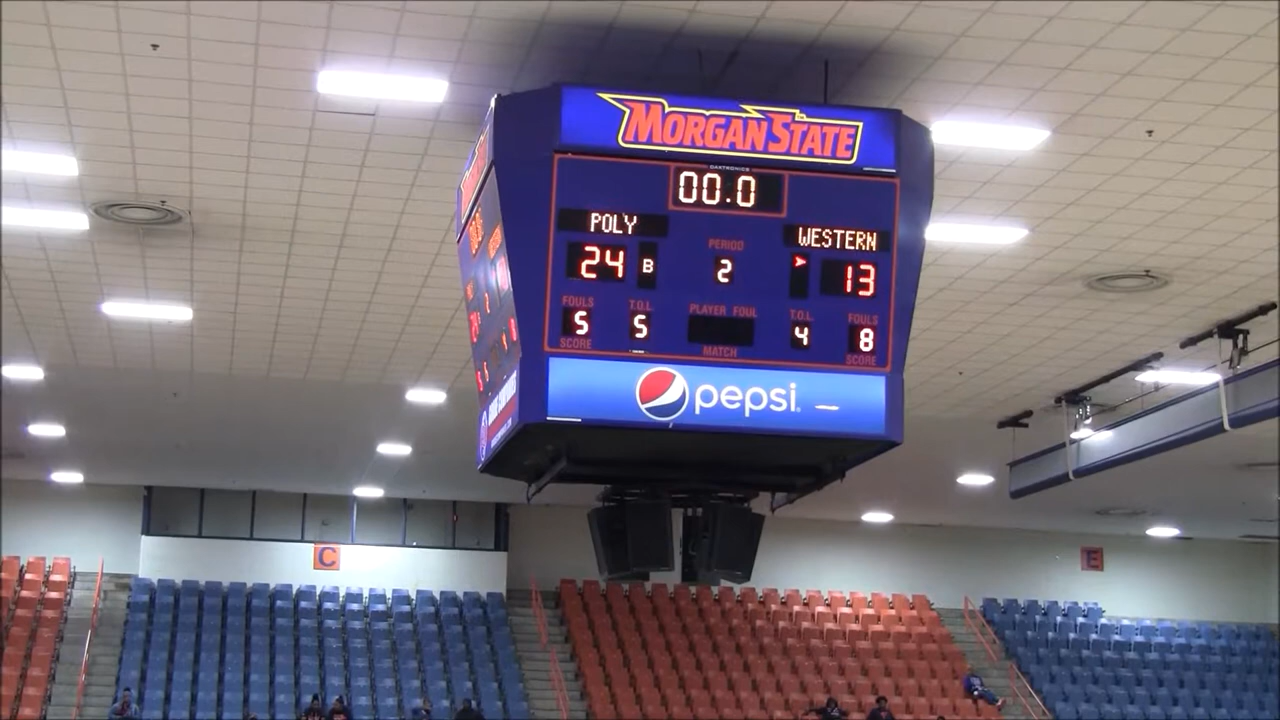 MORGAN STATE
DAKTRONICS
00.0
POLY
WESTERN
PERIOD
24 B 2 13
FOULS T.O.L PLAYER FOUL T.O.L FOULS
5 5 4 8
SCORE MATCH SCORE
pepsi
C
E